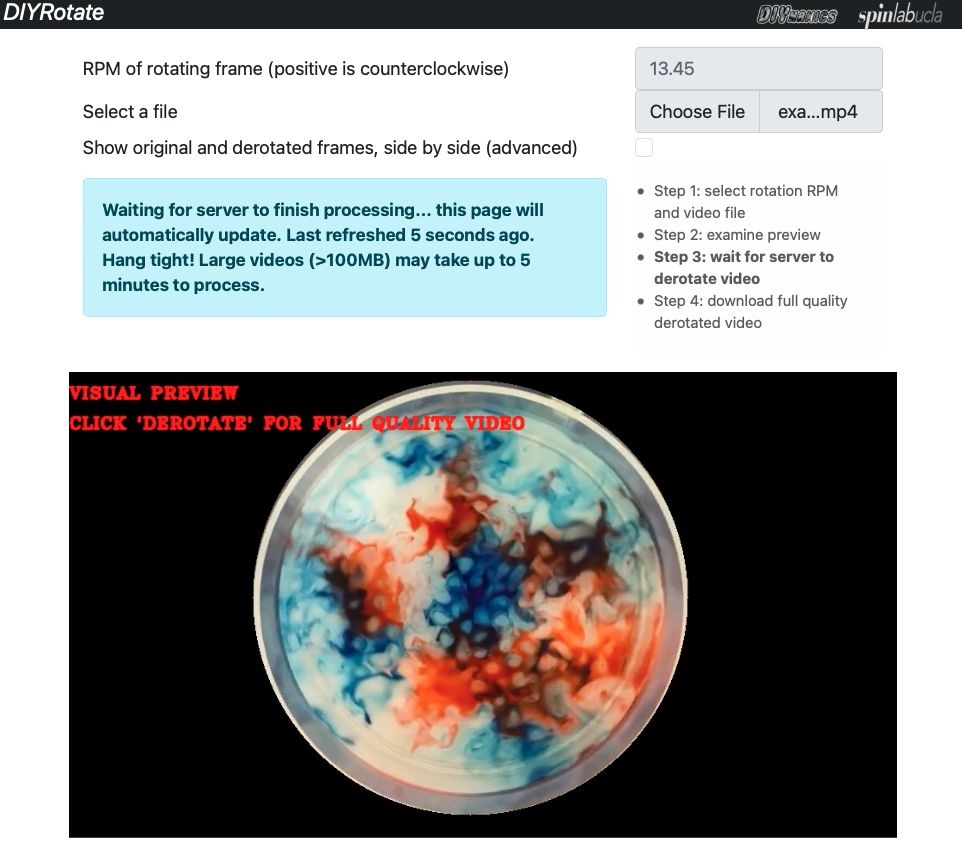 DIYRotate
DIYnamics spinlabucla
RPM of rotating frame (positive is counterclockwise)
13.45
Select a file
Choose File exa...mp4
Show original and derotated frames, side by side (advanced)
Waiting for server to finish processing... this page will
automatically update. Last refreshed 5 seconds ago.
Hang tight! Large videos (>100MB) may take up to 5
minutes to process.
Step 1: select rotation RPM
and video file
Step 2: examine preview
Step 3: wait for server to
derotate video
Step 4: download full quality
derotated video
VISUAL PREVIEW
CLICK 'DEROTATE' FOR FULL QUALITY VIDEO